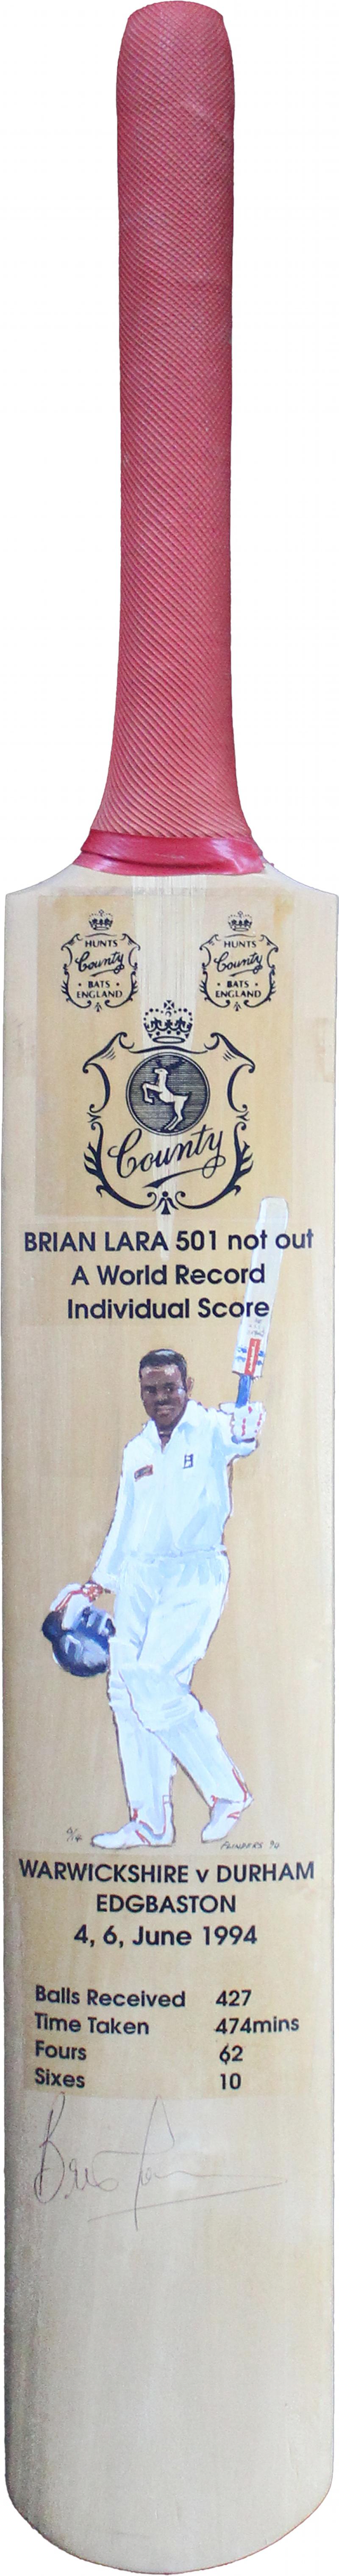 HUNTS
County
• BATS •
ENGLAND
HUNTS
County
• BATS •
ENGLAND
County
BRIAN LARA 501 not out
A World Record
Individual Score
WARWICKSHIRE v DURHAM
EDGBASTON
4, 6, June 1994
Balls Received 427
Time Taken 474mins
Fours 62
Sixes 10